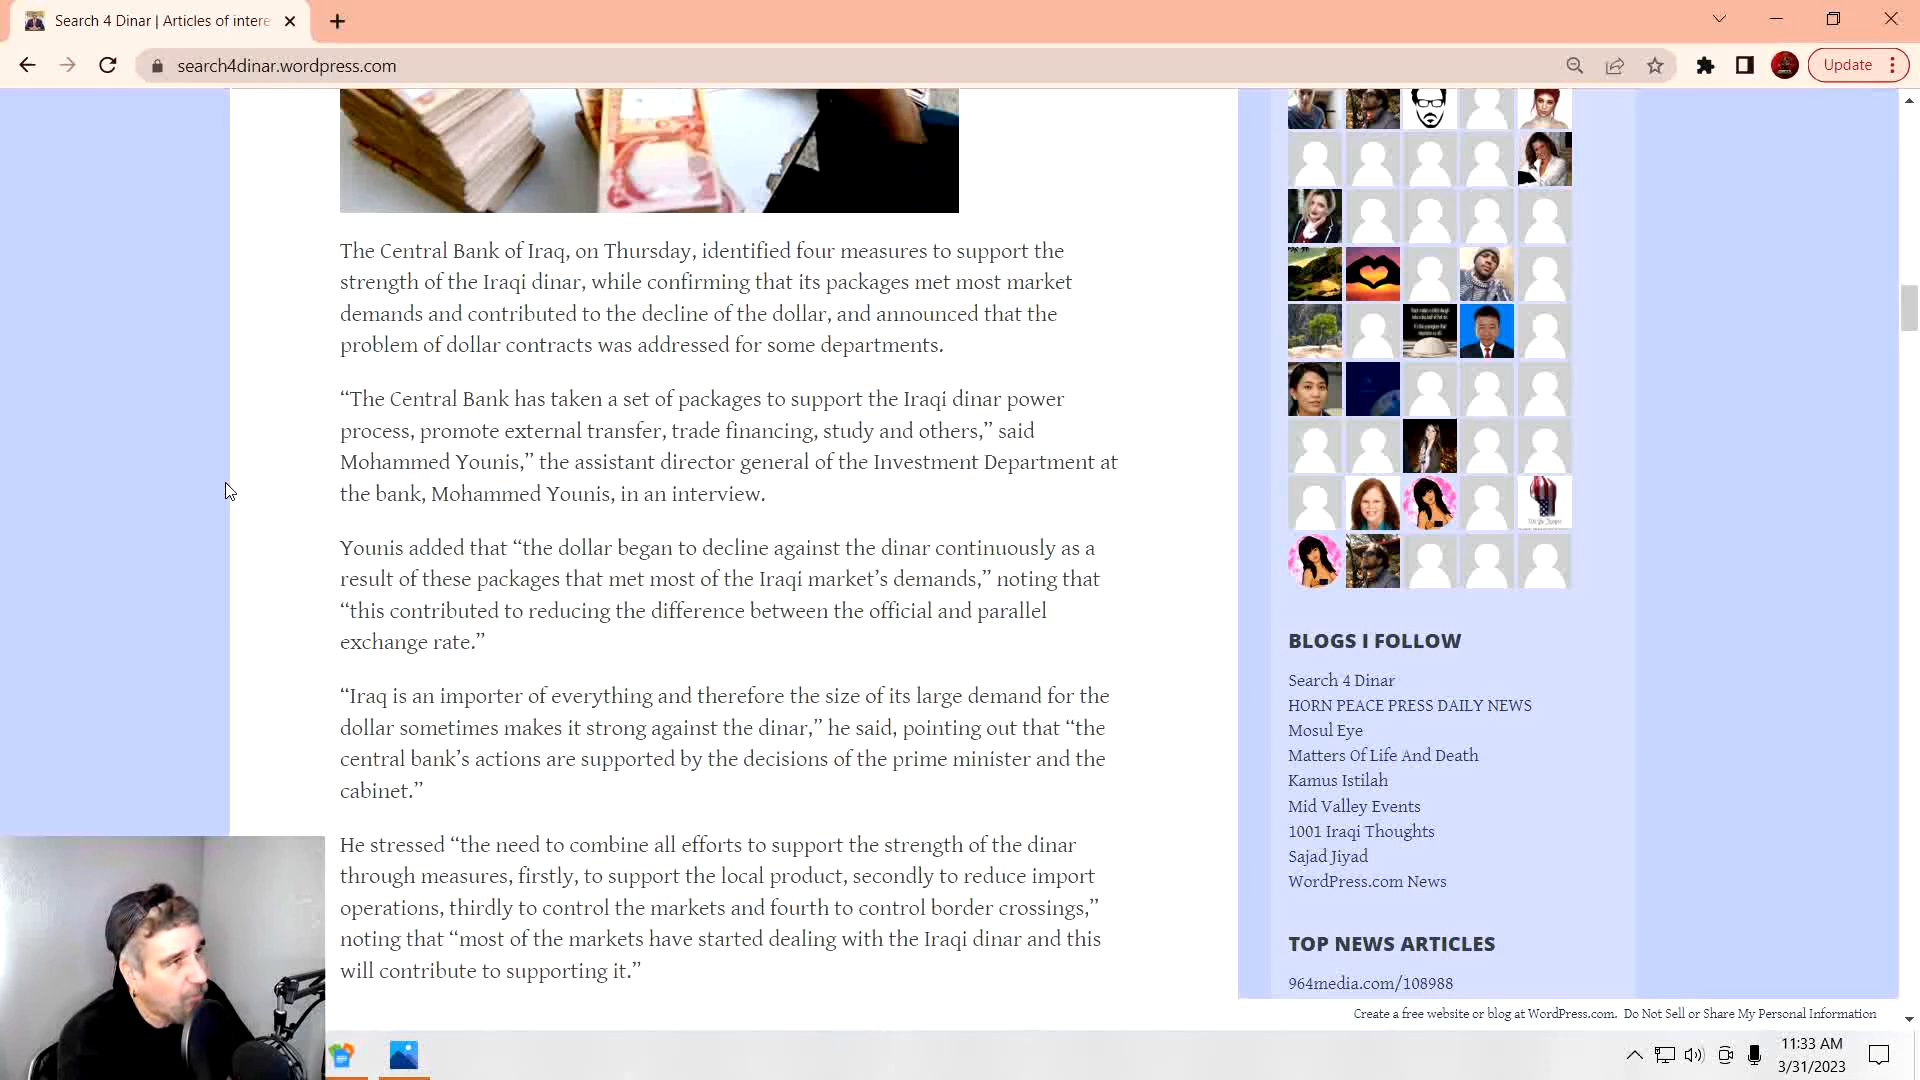 Search 4 Dinar | Articles of intere
search4dinar.wordpress.com
Update
The Central Bank of Iraq, on Thursday, identified four measures to support the
strength of the Iraqi dinar, while confirming that its packages met most market
demands and contributed to the decline of the dollar, and announced that the
problem of dollar contracts was addressed for some departments.
“The Central Bank has taken a set of packages to support the Iraqi dinar power
process, promote external transfer, trade financing, study and others,” said
Mohammed Younis,” the assistant director general of the Investment Department at
the bank, Mohammed Younis, in an interview.
Younis added that “the dollar began to decline against the dinar continuously as a
result of these packages that met most of the Iraqi market’s demands,” noting that
“this contributed to reducing the difference between the official and parallel
exchange rate.”
“Iraq is an importer of everything and therefore the size of its large demand for the
dollar sometimes makes it strong against the dinar,” he said, pointing out that “the
central bank’s actions are supported by the decisions of the prime minister and the
cabinet.”
He stressed “the need to combine all efforts to support the strength of the dinar
through measures, firstly, to support the local product, secondly to reduce import
operations, thirdly to control the markets and fourth to control border crossings,”
noting that “most of the markets have started dealing with the Iraqi dinar and this
will contribute to supporting it.”
BLOGS I FOLLOW
Search 4 Dinar
HORN PEACE PRESS DAILY NEWS
Mosul Eye
Matters Of Life And Death
Kamus Istilah
Mid Valley Events
1001 Iraqi Thoughts
Sajad Jiyad
WordPress.com News
TOP NEWS ARTICLES
964media.com/108988
Create a free website or blog at WordPress.com. Do Not Sell or Share My Personal Information
11:33 AM
3/31/2023